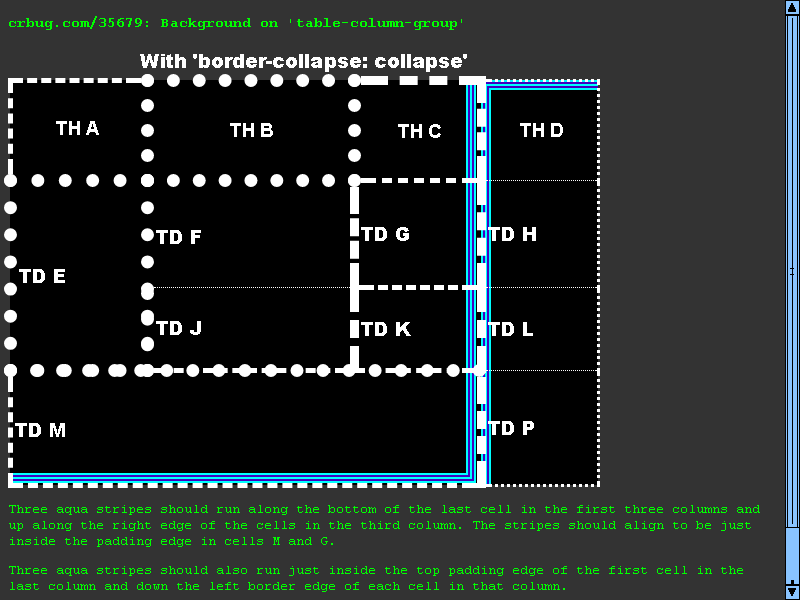 crbug.com/35679: Background on 'table-column-group'
With 'border-collapse: collapse'
TH A TH B TH C TH D
TD E TD F TD G TD H
TD J TD K TD L
TD M TD P
Three aqua stripes should run along the bottom of the last cell in the first three columns and
up along the right edge of the cells in the third column. The stripes should align to be just
inside the padding edge in cells M and G.
Three aqua stripes should also run just inside the top padding edge of the first cell in the
last column and down the left border edge of each cell in that column.